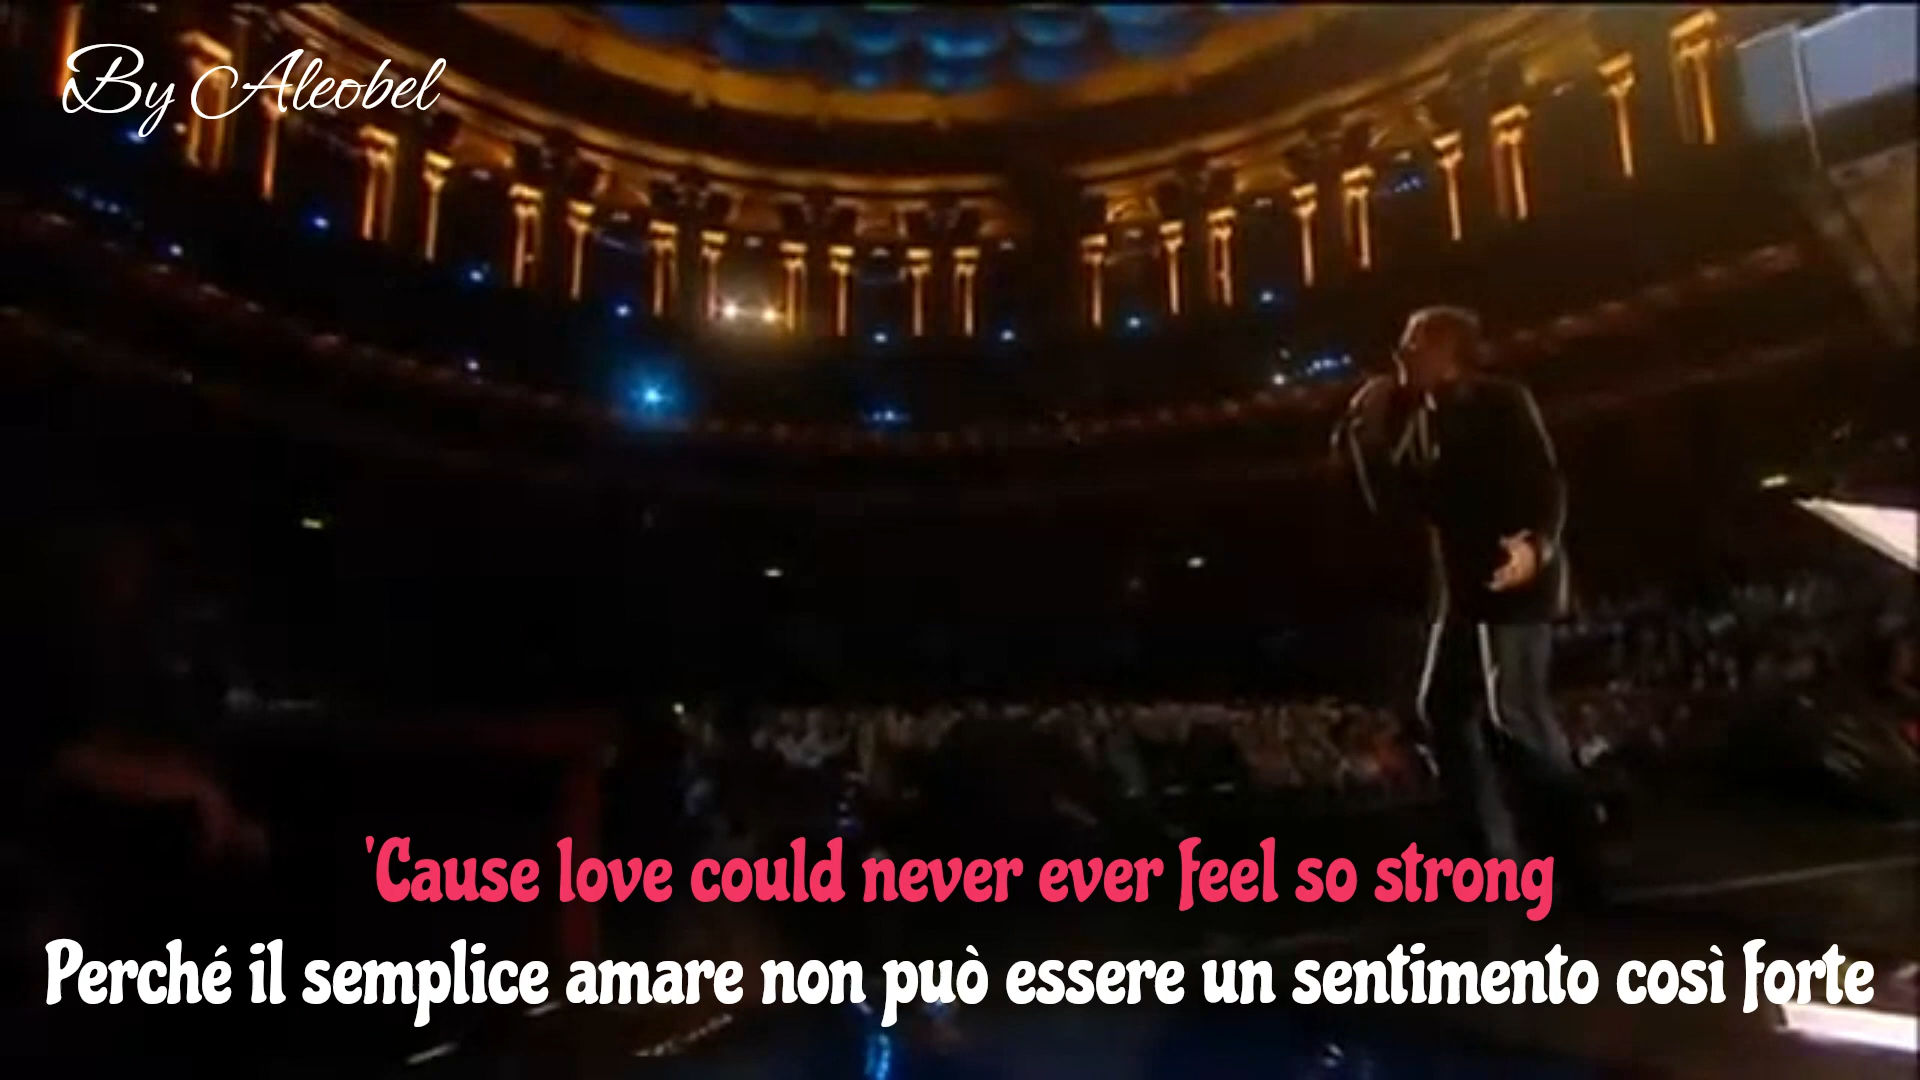 By Aleobel
'Cause love could never ever feel so strong
Perché il semplice amare non può essere un sentimento così forte